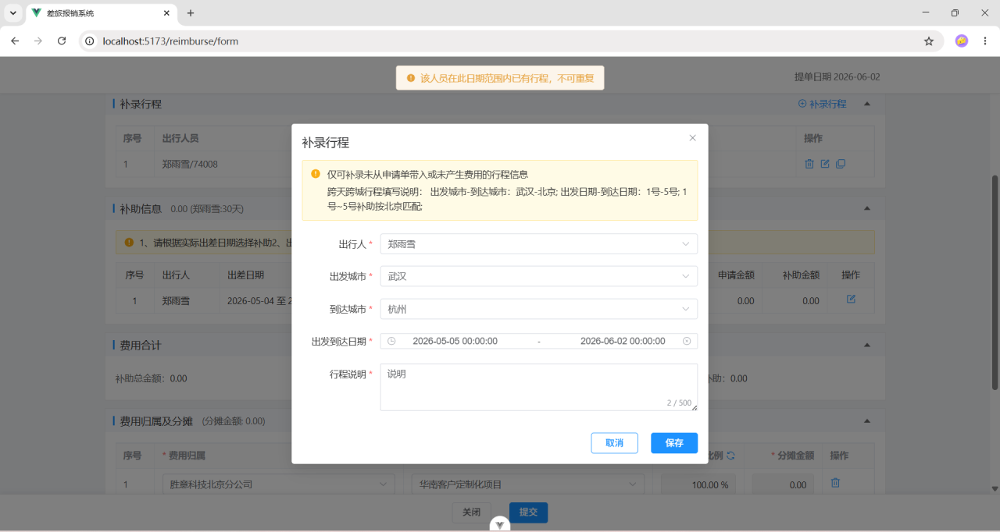 差旅报销系统
localhost:5173/reimburse/form
该人员在此日期范围内已有行程，不可重复
提单日期 2026-06-02
补录行程
补录行程
序号 出行人员 操作
1 郑雨雪/74008
补助信息 0.00 (郑雨雪:30天)
1、请根据实际出差日期选择补助2、出
序号 出行人 出差日期 申请金额 补助金额 操作
1 郑雨雪 2026-05-04 至 2 0.00 0.00
费用合计
补助总金额: 0.00
补助: 0.00
费用归属及分摊 (分摊金额: 0.00)
序号 * 费用归属 比例 * 分摊金额 操作
1 胜意科技北京分公司 华南客户定制化项目 100.00 % 0.00
关闭 提交
补录行程
仅可补录未从申请单带入或未产生费用的行程信息
跨天跨城行程填写说明： 出发城市-到达城市：武汉-北京; 出发日期-到达日期：1号-5号; 1
号~5号补助按北京匹配;
出行人 * 郑雨雪
出发城市 * 武汉
到达城市 * 杭州
出发到达日期 * 2026-05-05 00:00:00 - 2026-06-02 00:00:00
行程说明 * 说明
2 / 500
取消 保存